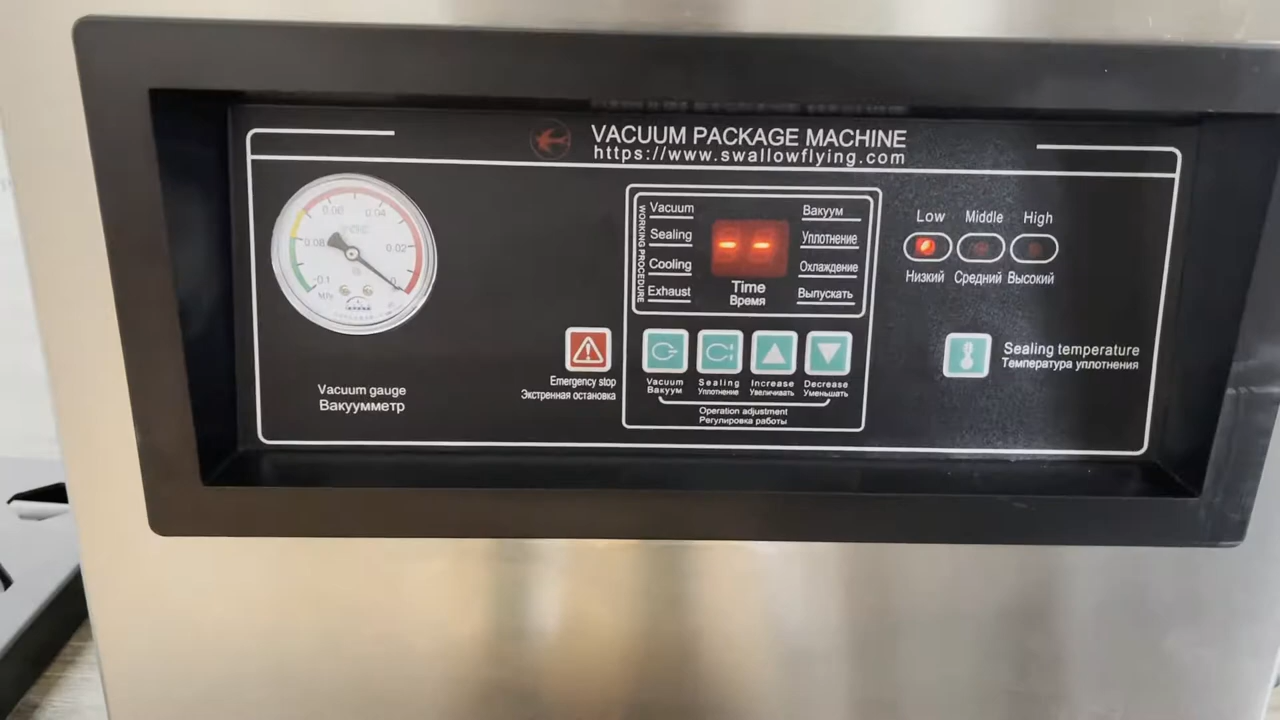 VACUUM PACKAGE MACHINE
https://www.swallowflying.com
0.04
0.02
0
0.08
-0.1
MPa
Vacuum gauge
Вакуумметр
Emergency stop
Экстренная остановка
WORKING PROCEDURE
Vacuum
Sealing
Cooling
Exhaust
--
Time
Время
Вакуум
Уплотнение
Охлаждение
Выпускать
Vacuum
Вакуум
Sealing
Уплотнение
Increase
Увеличивать
Decrease
Уменьшать
Operation adjustment
Регулировка работы
Low
Middle
High
Низкий
Средний
Высокий
Sealing temperature
Температура уплотнения